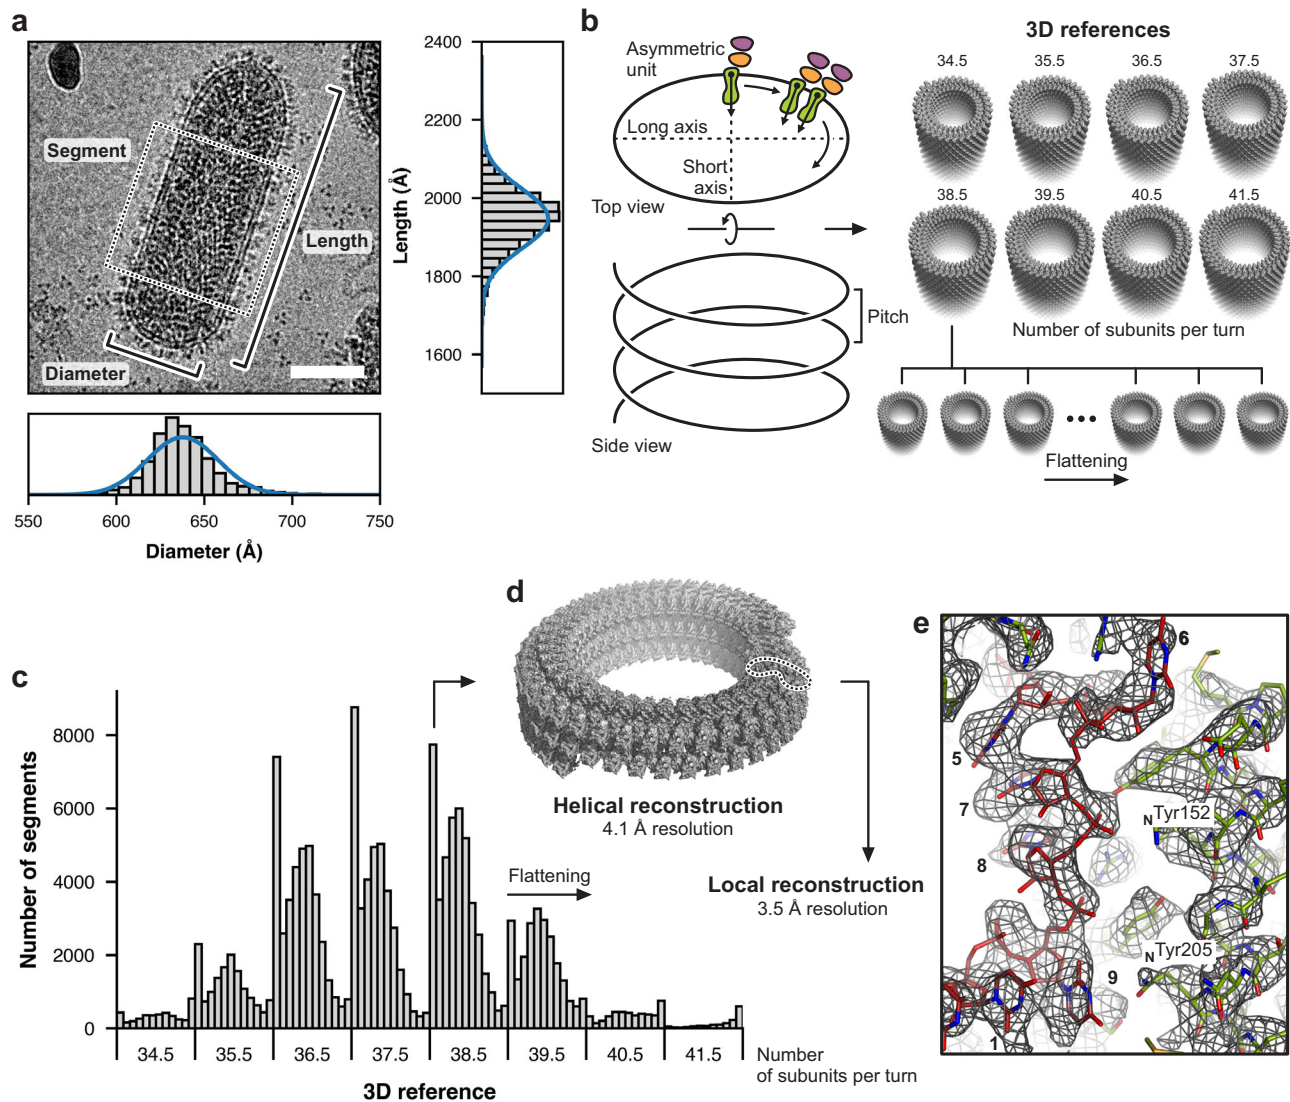 a
Segment
Length
Diameter
2400
2200
2000
1800
1600
Length (Å)
550
600
650
700
750
Diameter (Å)
b
Asymmetric
unit
Long axis
Short
axis
Top view
Pitch
Side view
3D references
34.5
35.5
36.5
37.5
38.5
39.5
40.5
41.5
Number of subunits per turn
Flattening
c
8000
6000
4000
2000
0
Number of segments
Flattening
34.5
35.5
36.5
37.5
38.5
39.5
40.5
41.5
Number
of subunits per turn
3D reference
d
Helical reconstruction
4.1 Å resolution
Local reconstruction
3.5 Å resolution
e
6
5
7
NTyr152
8
NTyr205
9
1